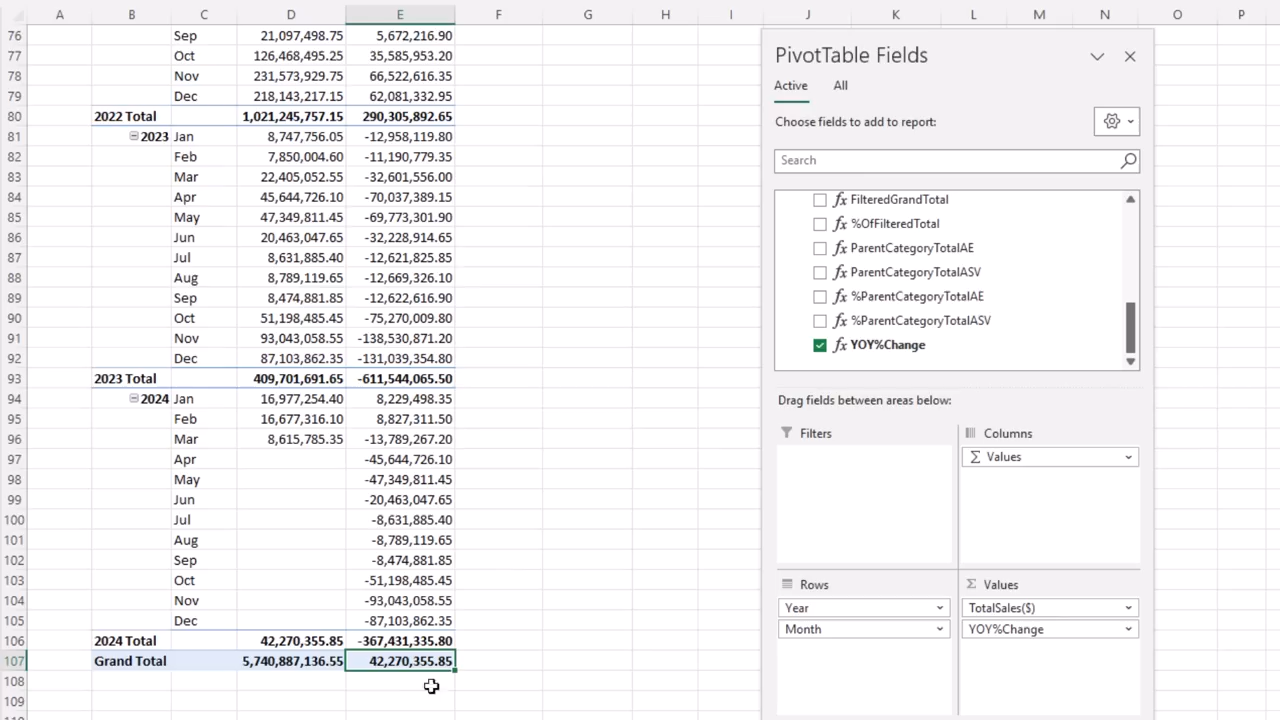 A B C D E F G H I J K L M N O P
76 Sep 21,097,498.75 5,672,216.90
77 Oct 126,468,495.25 35,585,953.20
78 Nov 231,573,929.75 66,522,616.35
79 Dec 218,143,217.15 62,081,332.95
80 2022 Total 1,021,245,757.15 290,305,892.65
81 2023 Jan 8,747,756.05 -12,958,119.80
82 Feb 7,850,004.60 -11,190,779.35
83 Mar 22,405,052.55 -32,601,556.00
84 Apr 45,644,726.10 -70,037,389.15
85 May 47,349,811.45 -69,773,301.90
86 Jun 20,463,047.65 -32,228,914.65
87 Jul 8,631,885.40 -12,621,825.85
88 Aug 8,789,119.65 -12,669,326.10
89 Sep 8,474,881.85 -12,622,616.90
90 Oct 51,198,485.45 -75,270,009.80
91 Nov 93,043,058.55 -138,530,871.20
92 Dec 87,103,862.35 -131,039,354.80
93 2023 Total 409,701,691.65 -611,544,065.50
94 2024 Jan 16,977,254.40 8,229,498.35
95 Feb 16,677,316.10 8,827,311.50
96 Mar 8,615,785.35 -13,789,267.20
97 Apr -45,644,726.10
98 May -47,349,811.45
99 Jun -20,463,047.65
100 Jul -8,631,885.40
101 Aug -8,789,119.65
102 Sep -8,474,881.85
103 Oct -51,198,485.45
104 Nov -93,043,058.55
105 Dec -87,103,862.35
106 2024 Total 42,270,355.85 -367,431,335.80
107 Grand Total 5,740,887,136.55 42,270,355.85
108
109
PivotTable Fields
Active All
Choose fields to add to report:
Search
fx FilteredGrandTotal
fx %OfFilteredTotal
fx ParentCategoryTotalAE
fx ParentCategoryTotalASV
fx %ParentCategoryTotalAE
fx %ParentCategoryTotalASV
fx YOY%Change
Drag fields between areas below:
Filters
Columns
Σ Values
Rows
Year
Month
Σ Values
TotalSales($)
YOY%Change